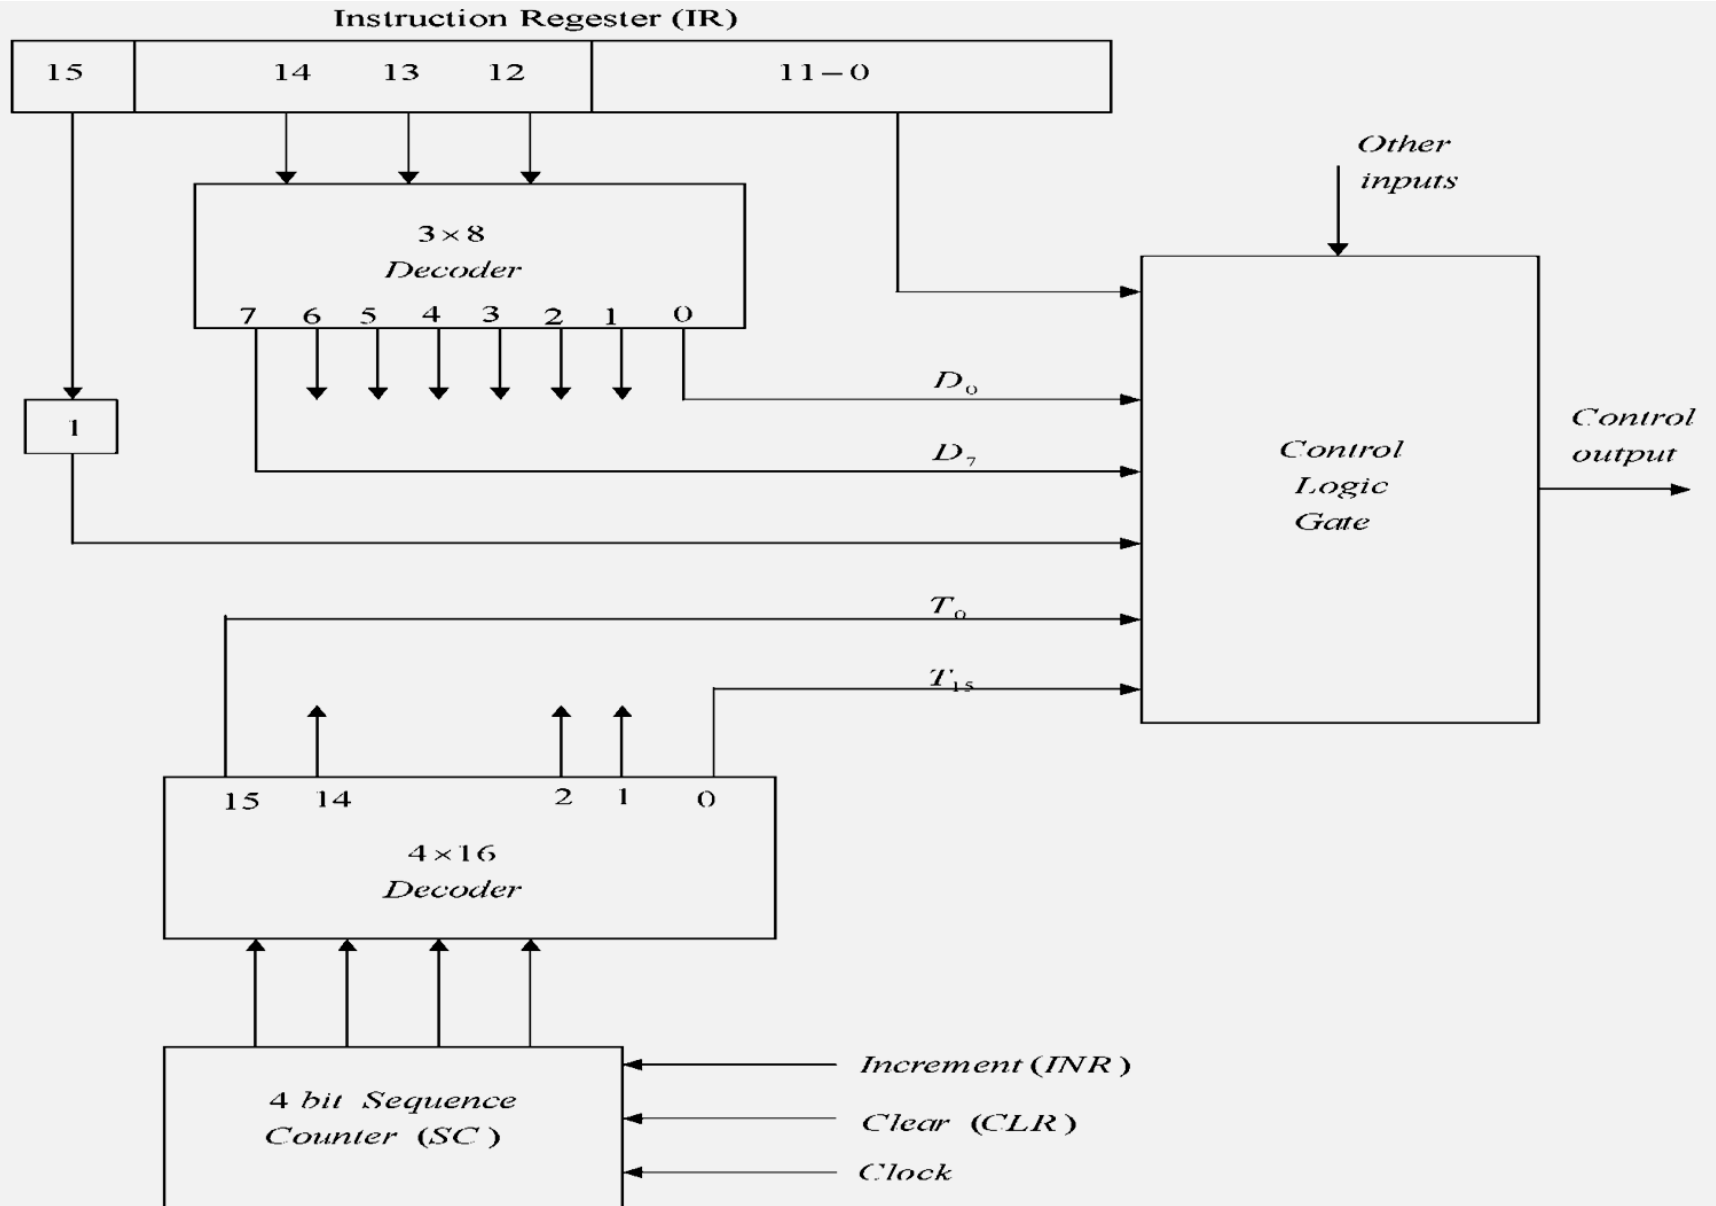 Instruction Regester (IR)
15 14 13 12 11–0
Other
inputs
3×8
Decoder
7 6 5 4 3 2 1 0
D₀
1
Control
output
D₇
Control
Logic
Gate
T₀
T₁₅
15 14 2 1 0
4×16
Decoder
Increment (INR)
4 bit Sequence
Counter (SC)
Clear (CLR)
Clock